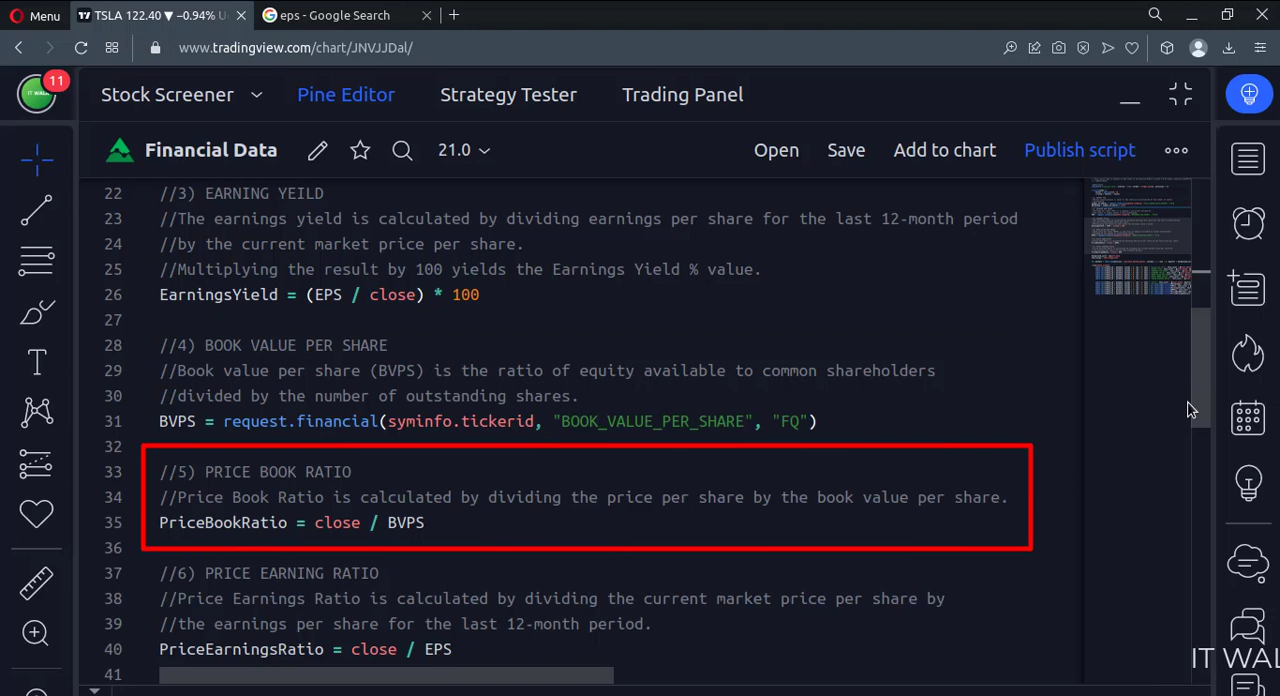 Menu
TSLA 122.40 ▼ −0.94% U
eps - Google Search
www.tradingview.com/chart/JNVJJDal/
IT WALK
11
Stock Screener
Pine Editor
Strategy Tester
Trading Panel
Financial Data
21.0
Open
Save
Add to chart
Publish script
22 //3) EARNING YEILD
23 //The earnings yield is calculated by dividing earnings per share for the last 12-month period
24 //by the current market price per share.
25 //Multiplying the result by 100 yields the Earnings Yield % value.
26 EarningsYield = (EPS / close) * 100
27
28 //4) BOOK VALUE PER SHARE
29 //Book value per share (BVPS) is the ratio of equity available to common shareholders
30 //divided by the number of outstanding shares.
31 BVPS = request.financial(syminfo.tickerid, "BOOK_VALUE_PER_SHARE", "FQ")
32
33 //5) PRICE BOOK RATIO
34 //Price Book Ratio is calculated by dividing the price per share by the book value per share.
35 PriceBookRatio = close / BVPS
36
37 //6) PRICE EARNING RATIO
38 //Price Earnings Ratio is calculated by dividing the current market price per share by
39 //the earnings per share for the last 12-month period.
40 PriceEarningsRatio = close / EPS
41
IT WAL